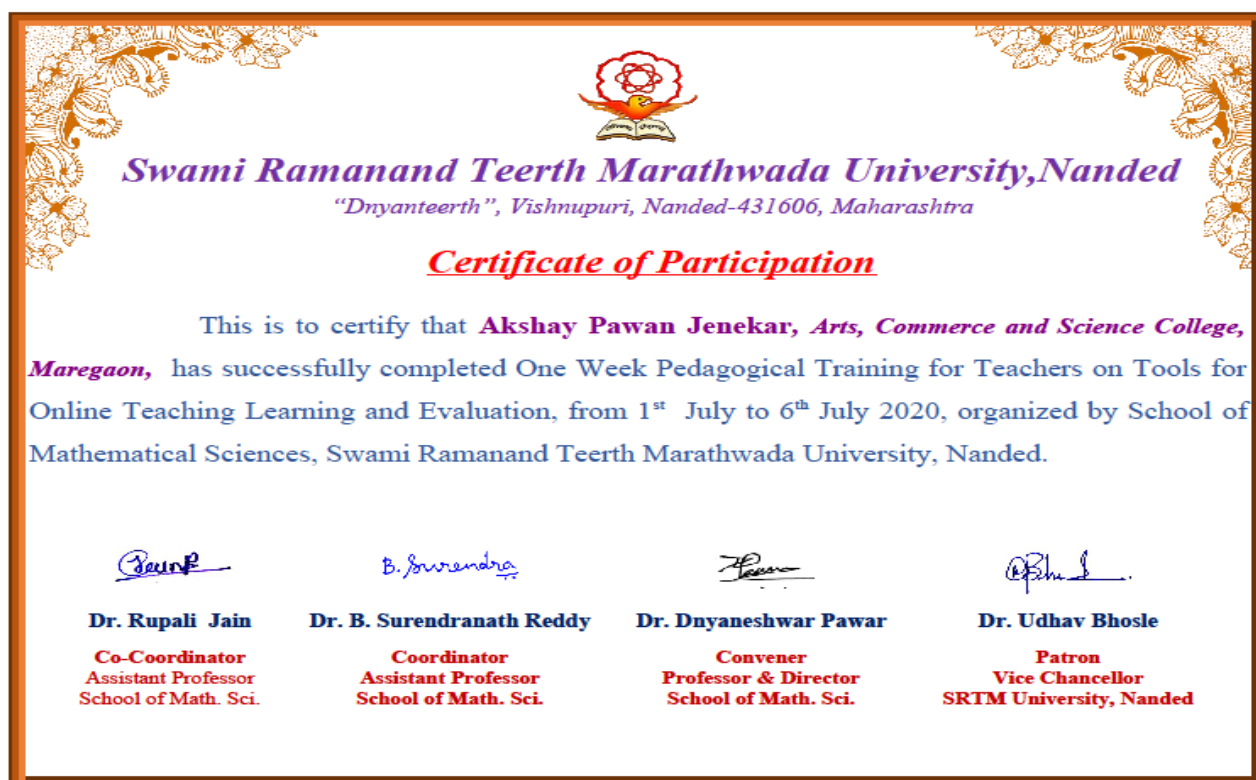 Swami Ramanand Teerth Marathwada University,Nanded
“Dnyanteerth”, Vishnupuri, Nanded-431606, Maharashtra
Certificate of Participation
This is to certify that Akshay Pawan Jenekar, Arts, Commerce and Science College,
Maregaon, has successfully completed One Week Pedagogical Training for Teachers on Tools for
Online Teaching Learning and Evaluation, from 1st July to 6th July 2020, organized by School of
Mathematical Sciences, Swami Ramanand Teerth Marathwada University, Nanded.
B. Surendra
Dr. Rupali Jain Dr. B. Surendranath Reddy Dr. Dnyaneshwar Pawar Dr. Udhav Bhosle
Co-Coordinator Coordinator Convener Patron
Assistant Professor Assistant Professor Professor & Director Vice Chancellor
School of Math. Sci. School of Math. Sci. School of Math. Sci. SRTM University, Nanded